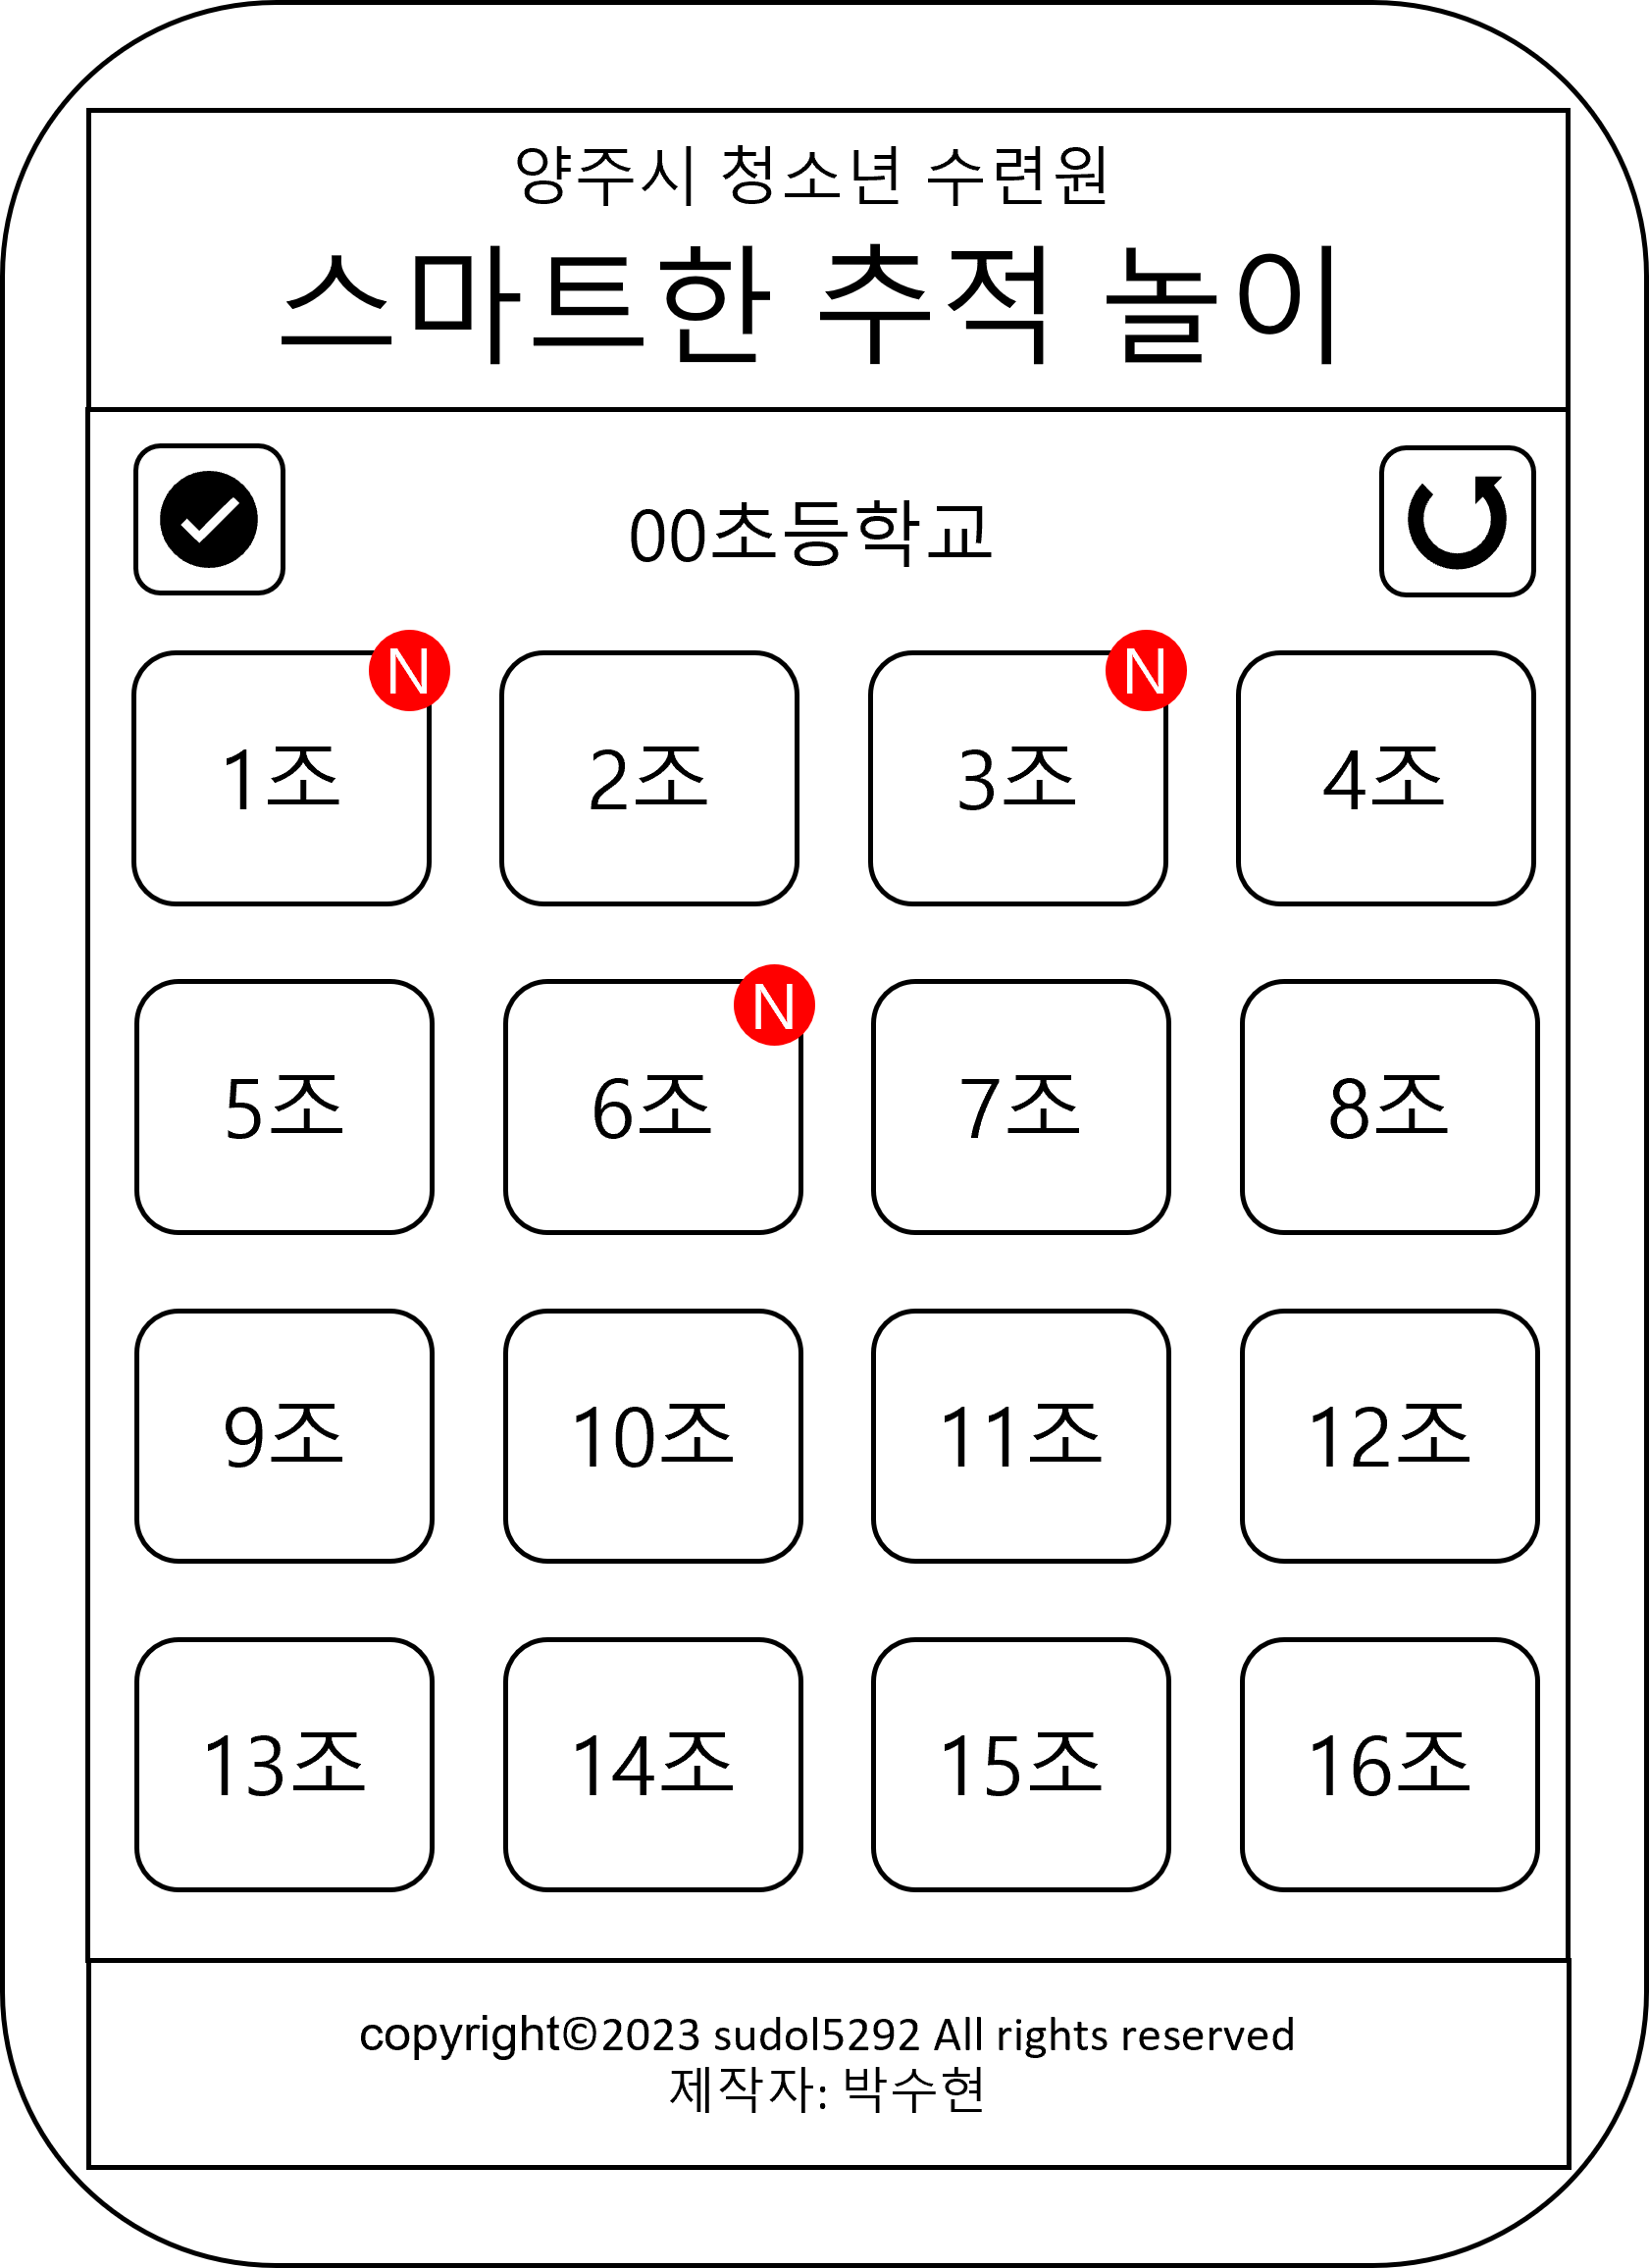 양주시 청소년 수련원
스마트한 추적 놀이
00초등학교
N
N
1조
2조
3조
4조
N
5조
6조
7조
8조
9조
10조
11조
12조
13조
14조
15조
16조
copyright©2023 sudol5292 All rights reserved
제작자: 박수현